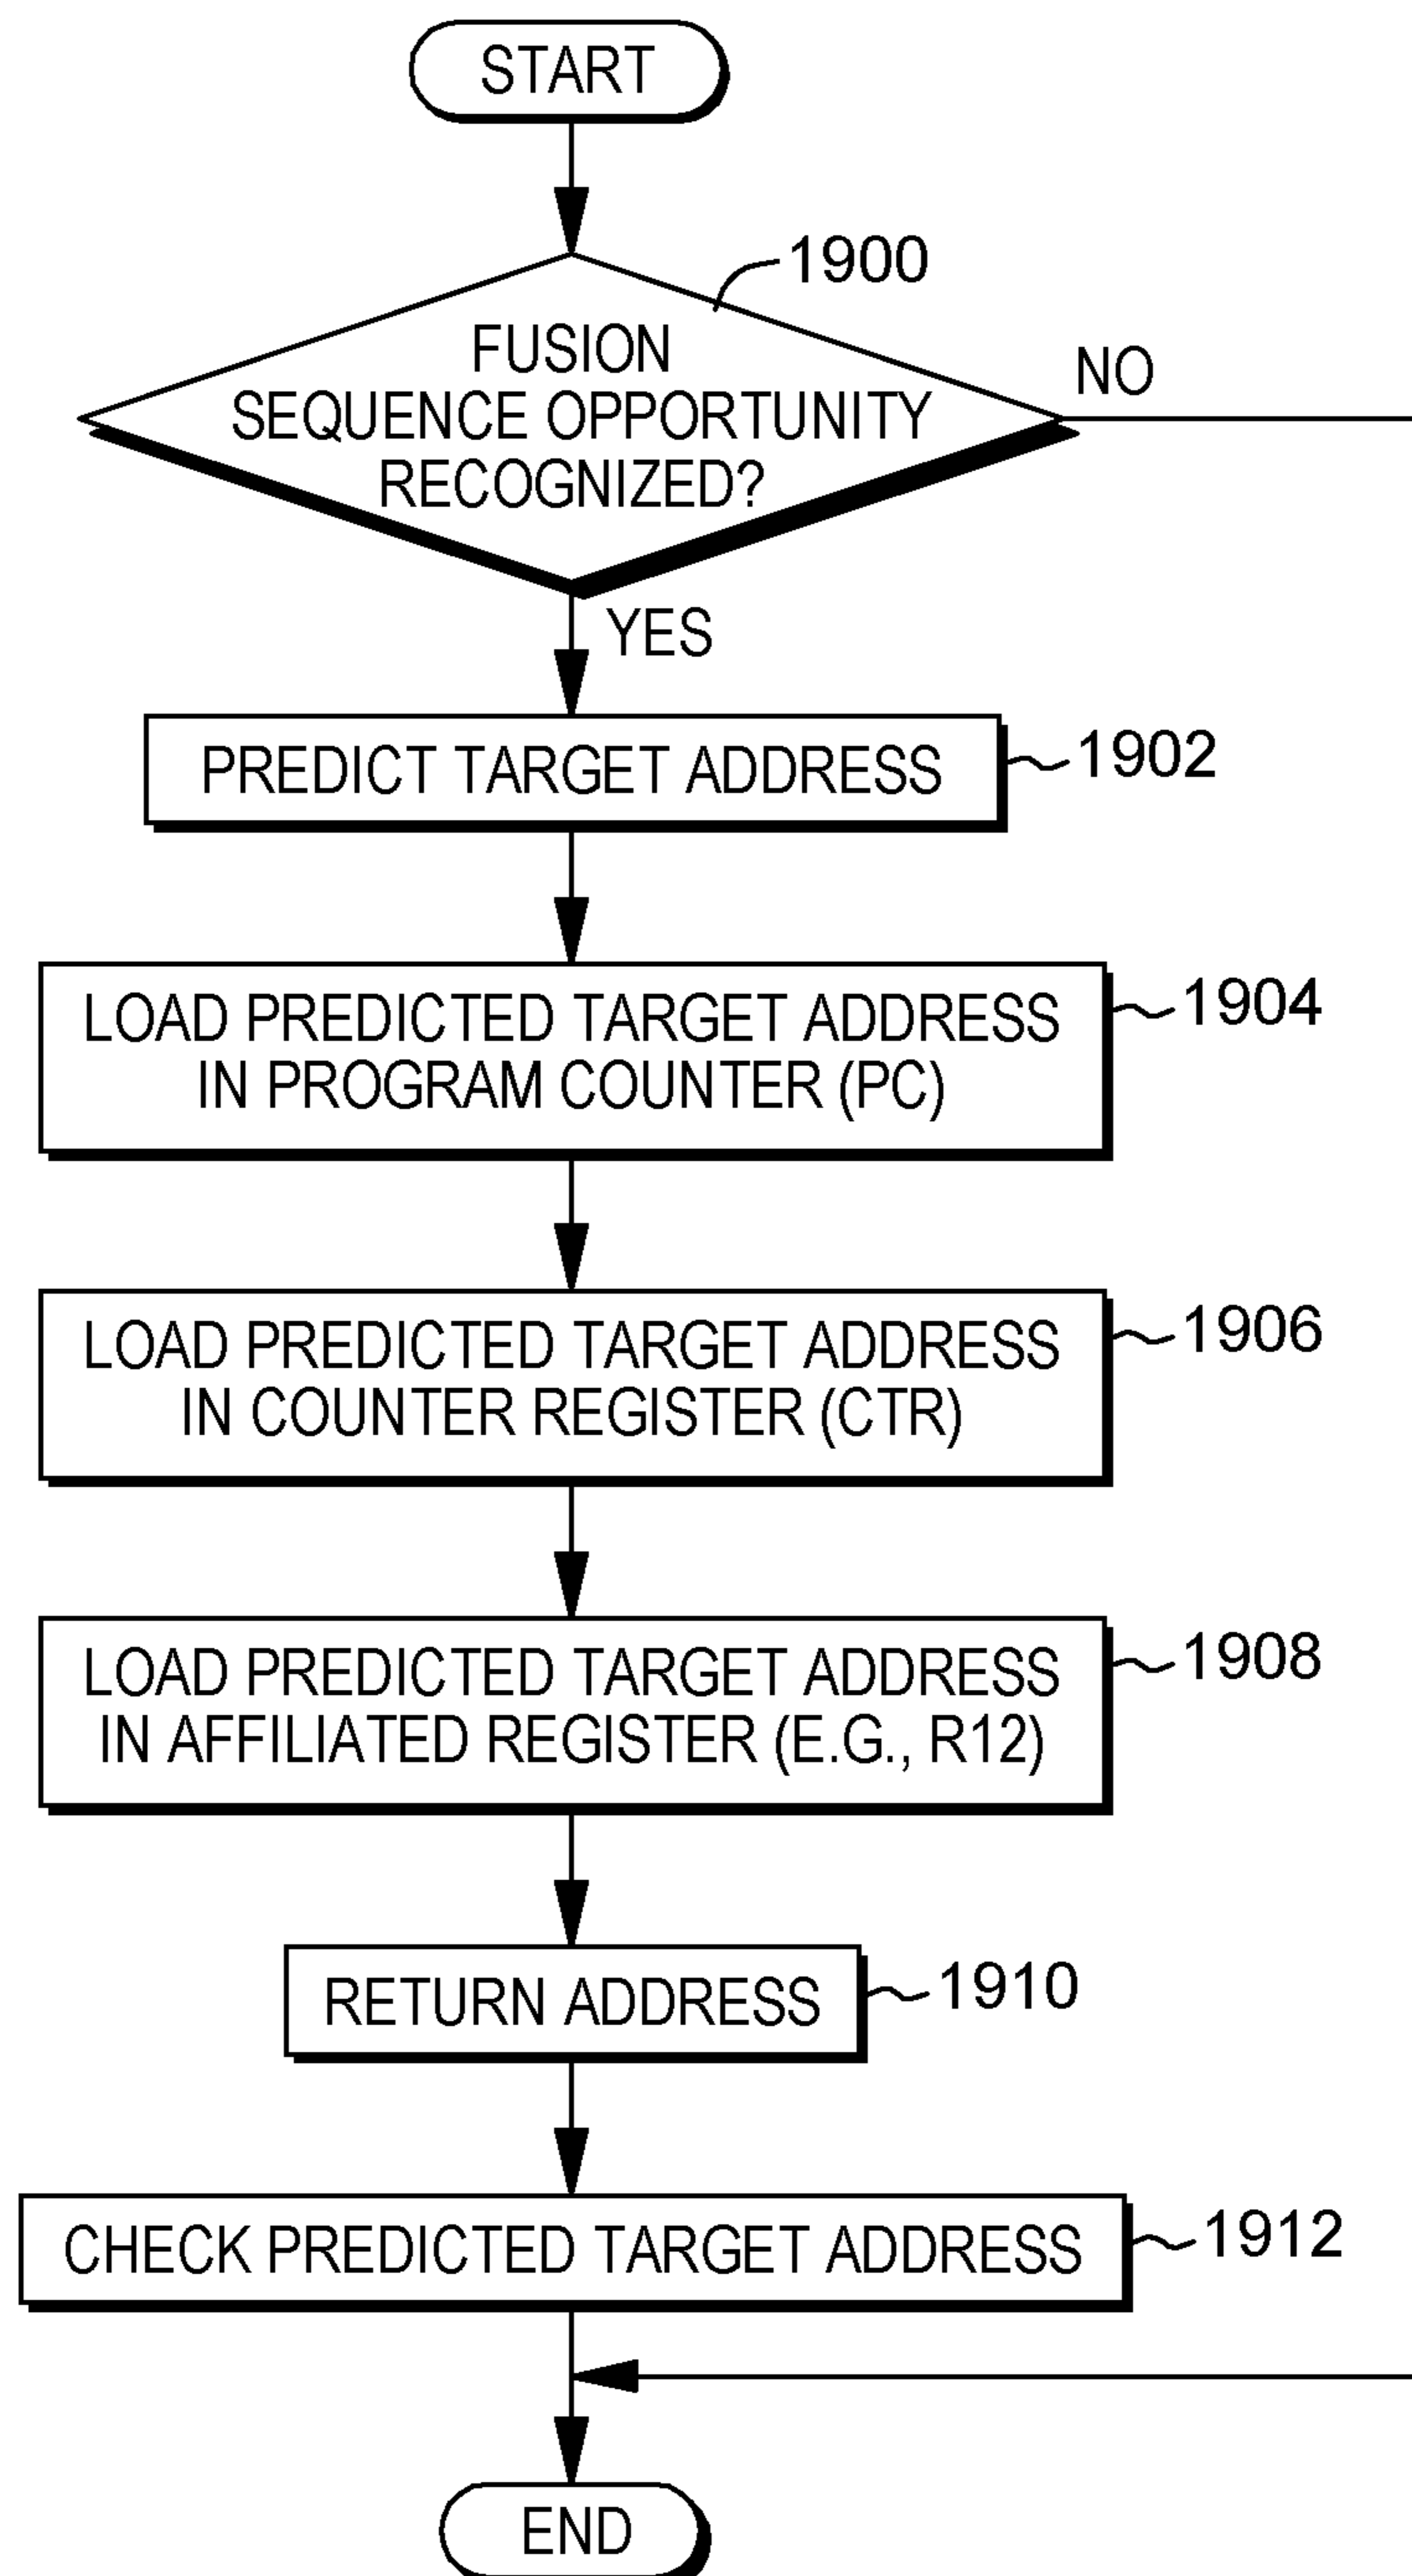 START
1900
FUSION
SEQUENCE OPPORTUNITY
RECOGNIZED?
NO
YES
PREDICT TARGET ADDRESS
1902
LOAD PREDICTED TARGET ADDRESS
IN PROGRAM COUNTER (PC)
1904
LOAD PREDICTED TARGET ADDRESS
IN COUNTER REGISTER (CTR)
1906
LOAD PREDICTED TARGET ADDRESS
IN AFFILIATED REGISTER (E.G., R12)
1908
RETURN ADDRESS
1910
CHECK PREDICTED TARGET ADDRESS
1912
END